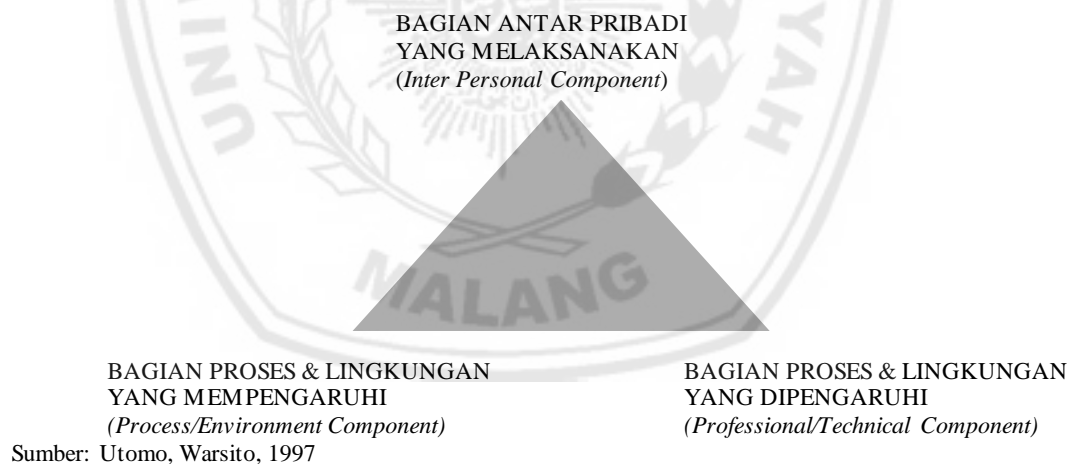 BAGIAN ANTAR PRIBADI
YANG MELAKSANAKAN
(Inter Personal Component)
MALANG
BAGIAN PROSES & LINGKUNGAN
YANG MEMPENGARUHI
(Process/Environment Component)
BAGIAN PROSES & LINGKUNGAN
YANG DIPENGARUHI
(Professional/Technical Component)
Sumber: Utomo, Warsito, 1997